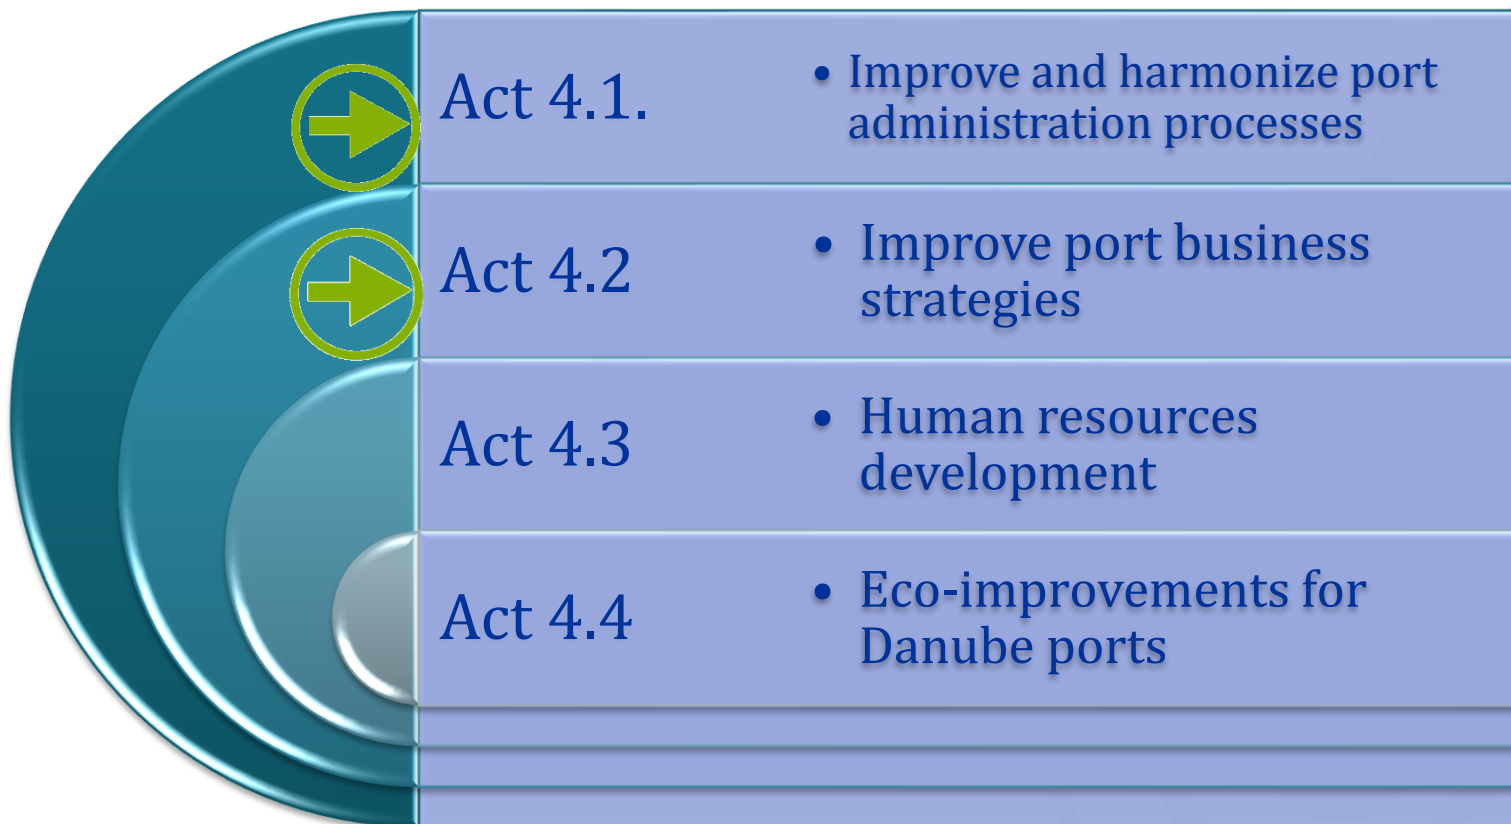 Act 4.1.
• Improve and harmonize port
administration processes
Act 4.2
• Improve port business
strategies
Act 4.3
• Human resources
development
Act 4.4
• Eco-improvements for
Danube ports